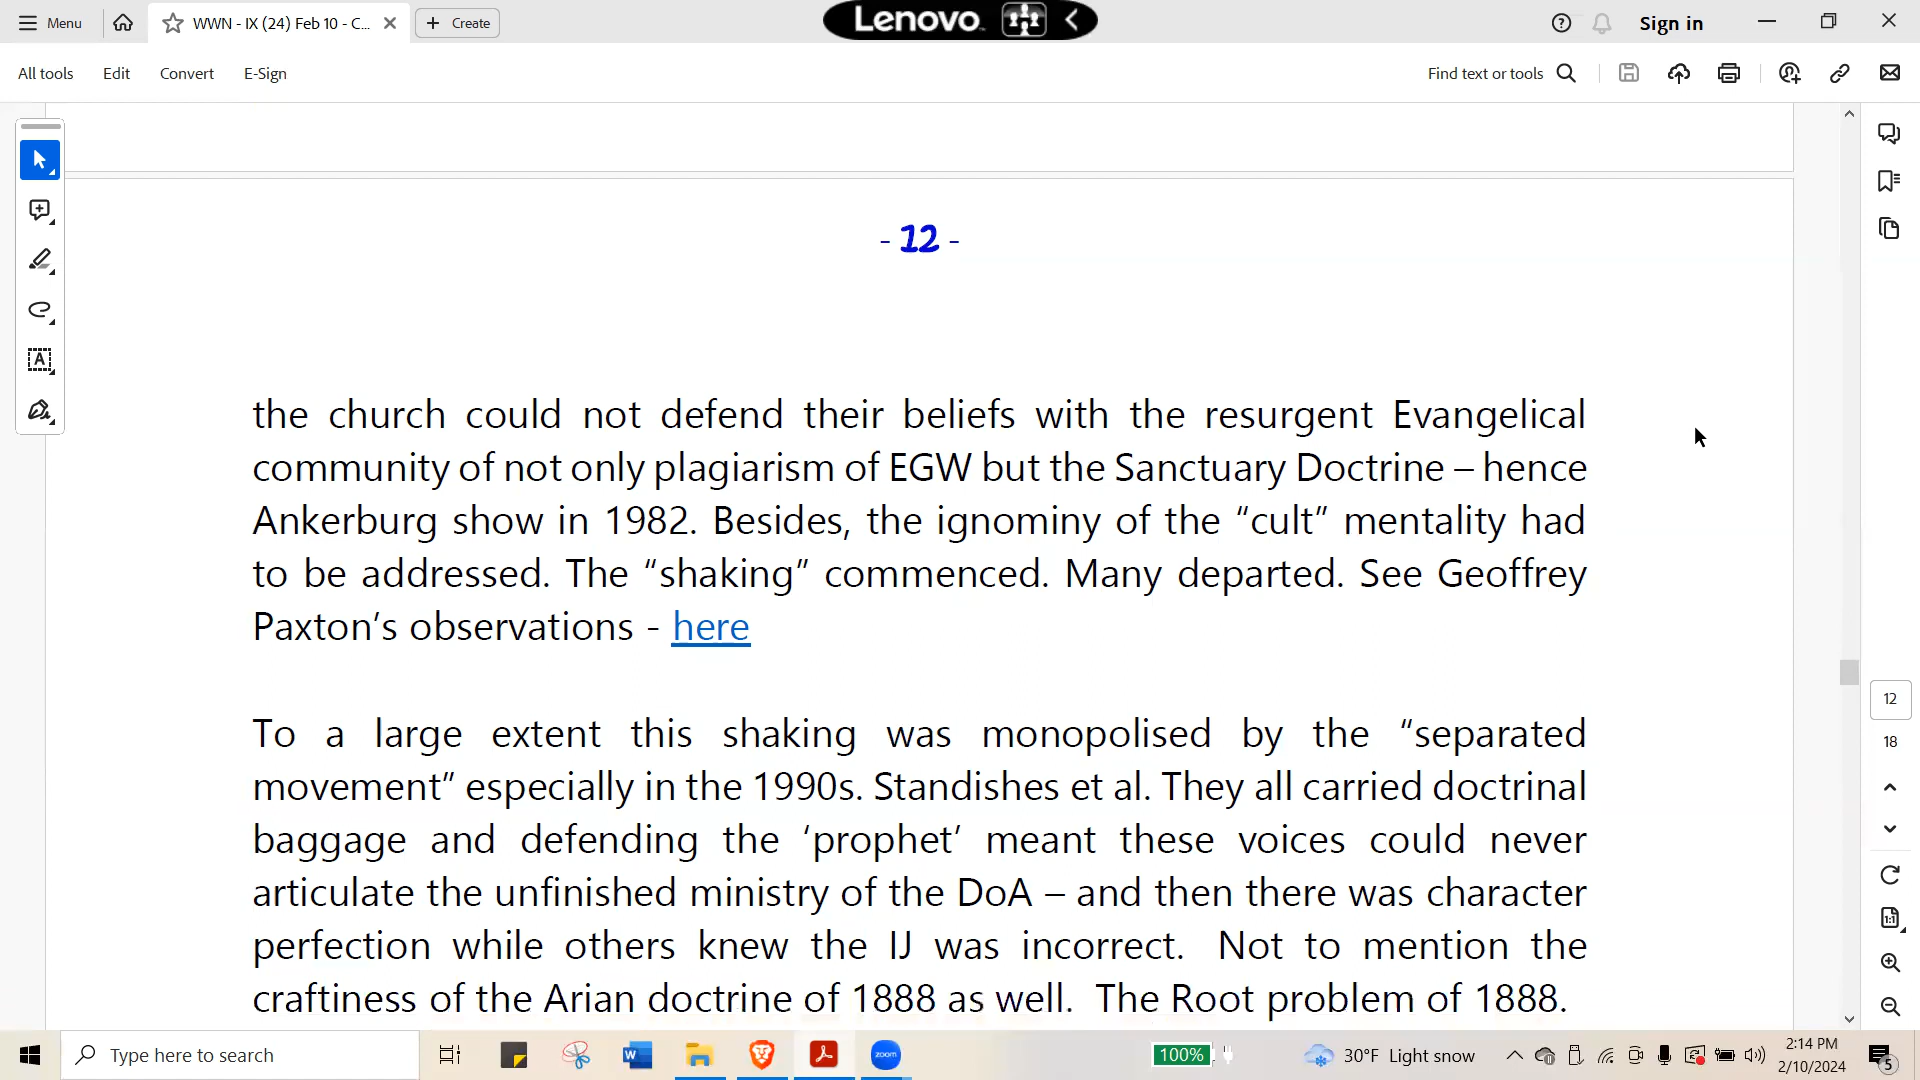 Menu
WWN - IX (24) Feb 10 - C...
Create
Lenovo
Sign in
All tools
Edit
Convert
E-Sign
Find text or tools
- 12 -
the church could not defend their beliefs with the resurgent Evangelical
community of not only plagiarism of EGW but the Sanctuary Doctrine – hence
Ankerburg show in 1982. Besides, the ignominy of the “cult” mentality had
to be addressed. The “shaking” commenced. Many departed. See Geoffrey
Paxton’s observations - here
To a large extent this shaking was monopolised by the “separated
movement” especially in the 1990s. Standishes et al. They all carried doctrinal
baggage and defending the ‘prophet’ meant these voices could never
articulate the unfinished ministry of the DoA – and then there was character
perfection while others knew the IJ was incorrect. Not to mention the
craftiness of the Arian doctrine of 1888 as well. The Root problem of 1888.
12
18
Type here to search
zoom
100%
30°F Light snow
2:14 PM
2/10/2024
5